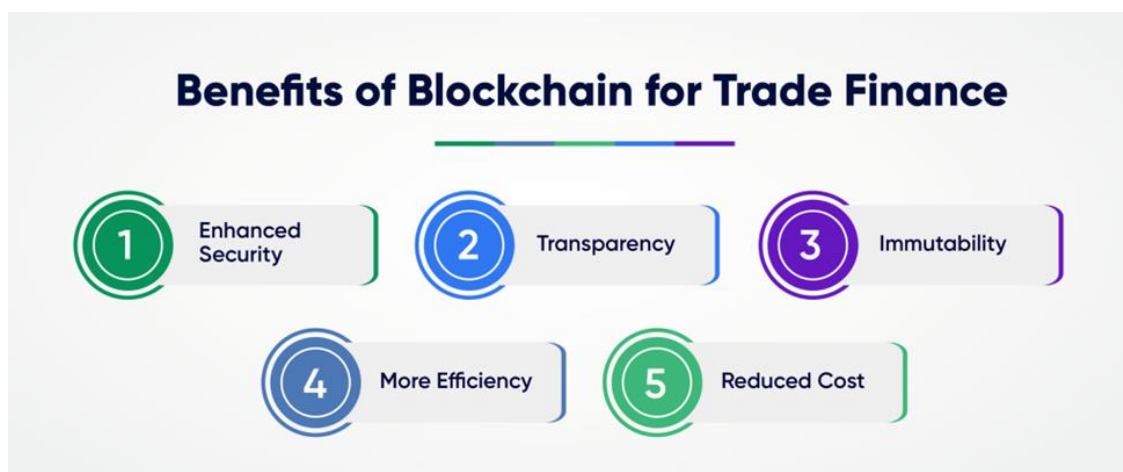 Benefits of Blockchain for Trade Finance
1
Enhanced
Security
2
Transparency
3
Immutability
4
More Efficiency
5
Reduced Cost